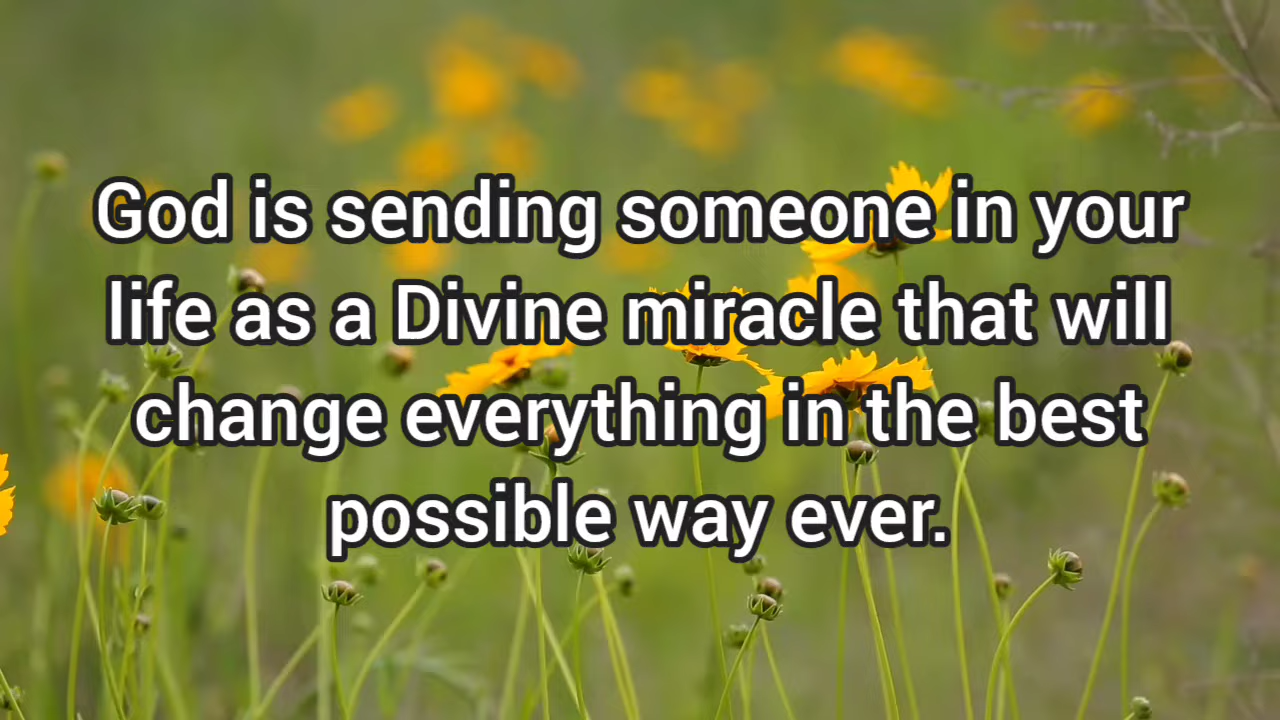 God is sending someone in your
life as a Divine miracle that will
change everything in the best
possible way ever.